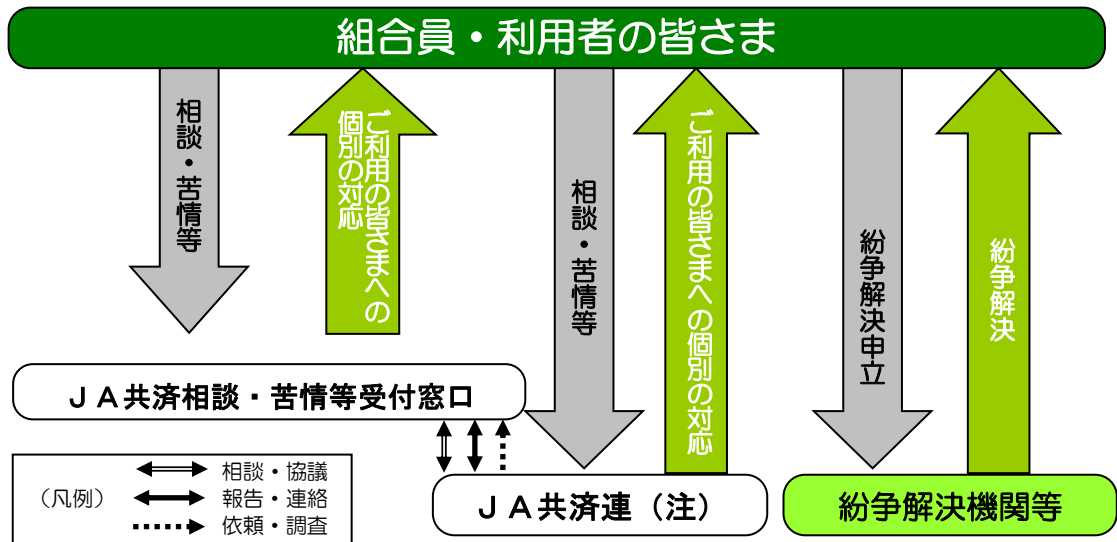 組合員・利用者の皆さま
相談・苦情等
ご利用の皆さまへの
個別の対応
相談・苦情等
ご利用の皆さまへの個別の対応
紛争解決申立
紛争解決
ＪＡ共済相談・苦情等受付窓口
ＪＡ共済連（注）
紛争解決機関等
（凡例）
相談・協議
報告・連絡
依頼・調査